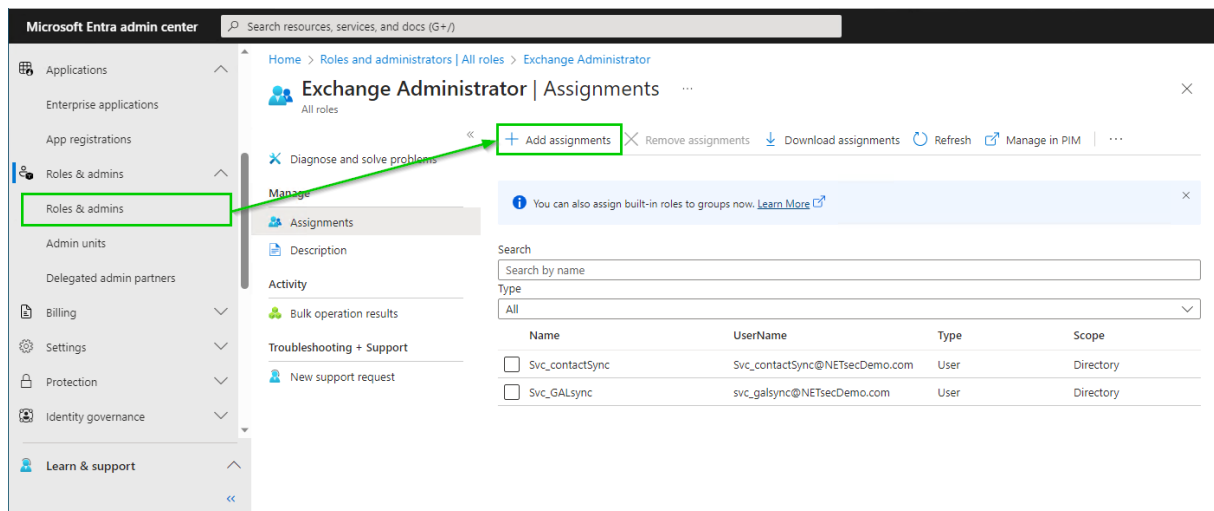 Microsoft Entra admin center
Search resources, services, and docs (G+/)
Applications
Enterprise applications
App registrations
Roles & admins
Roles & admins
Admin units
Delegated admin partners
Billing
Settings
Protection
Identity governance
Learn & support
Home > Roles and administrators | All roles > Exchange Administrator
Exchange Administrator | Assignments ...
All roles
Diagnose and solve problems
Manage
Assignments
Description
Activity
Bulk operation results
Troubleshooting + Support
New support request
Add assignments Remove assignments Download assignments Refresh Manage in PIM ...
You can also assign built-in roles to groups now. Learn More
Search
Search by name
Type
All
Name UserName Type Scope
Svc_contactSync Svc_contactSync@NETsecDemo.com User Directory
Svc_GALsync svc_galsync@NETsecDemo.com User Directory